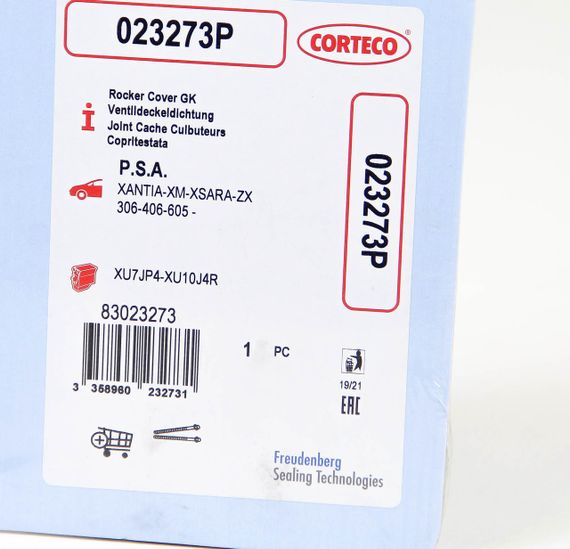 023273P
CORTECO®
Rocker Cover GK
Ventildeckeldichtung
Joint Cache Culbuteurs
Copritestata
P.S.A.
XANTIA-XM-XSARA-ZX
306-406-605 -
023273P
XU7JP4-XU10J4R
83023273
3 358960 232731
1 PC
19/21
EAC
Freudenberg
Sealing Technologies